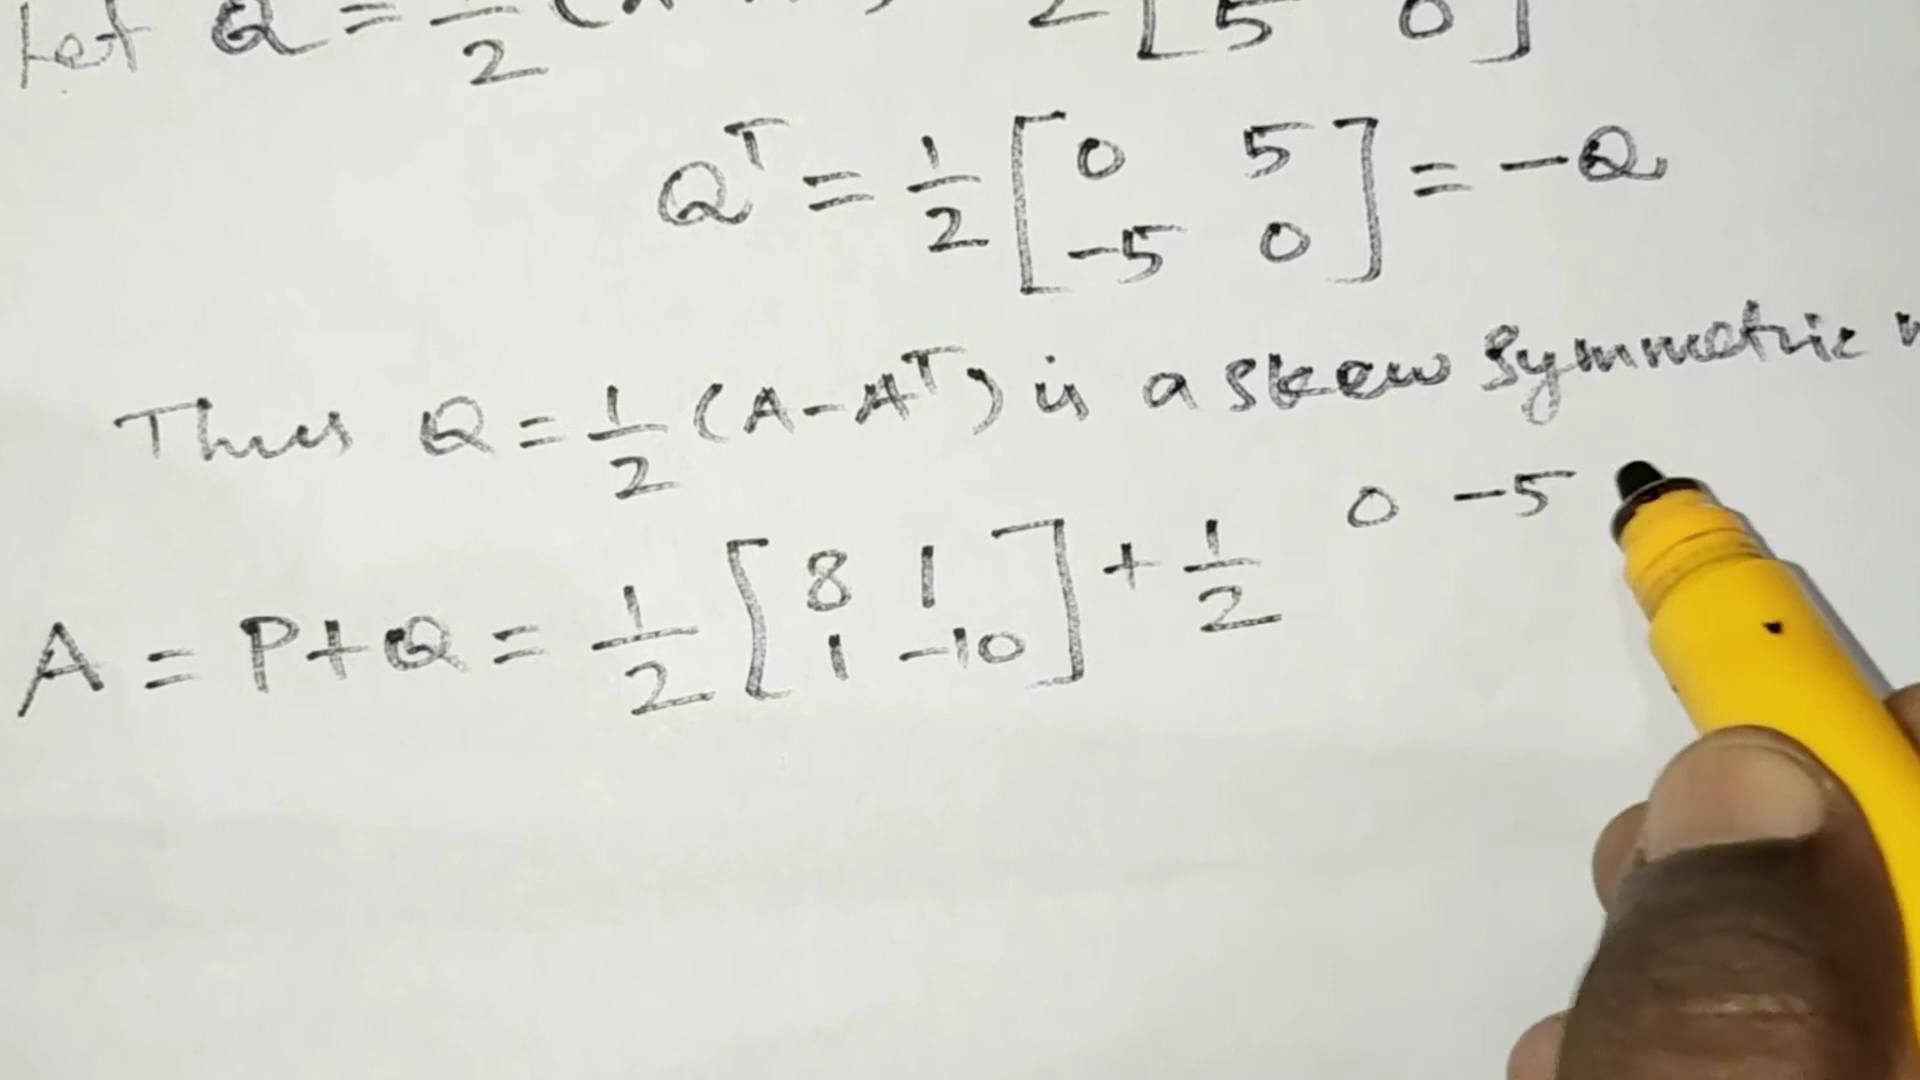 Let Q = 1/2 ( 2 [ 5 0 ]
Q^T = 1/2 [ 0 5 -5 0 ] = -Q
Thus Q = 1/2 (A-A^T) is a skew symmetric
0 -5
A = P+Q = 1/2 [ 8 1 1 -10 ] + 1/2